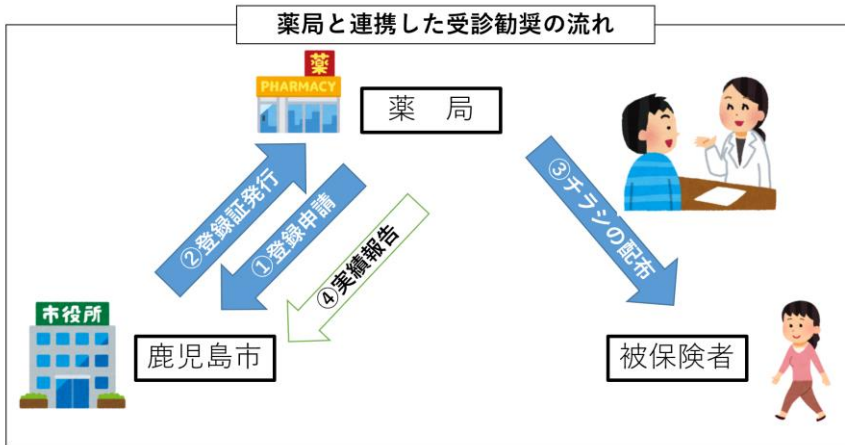 薬局と連携した受診勧奨の流れ
薬
PHARMACY
薬　局
②登録証発行
①登録申請
④実績報告
③チラシの配布
市役所
鹿児島市
被保険者